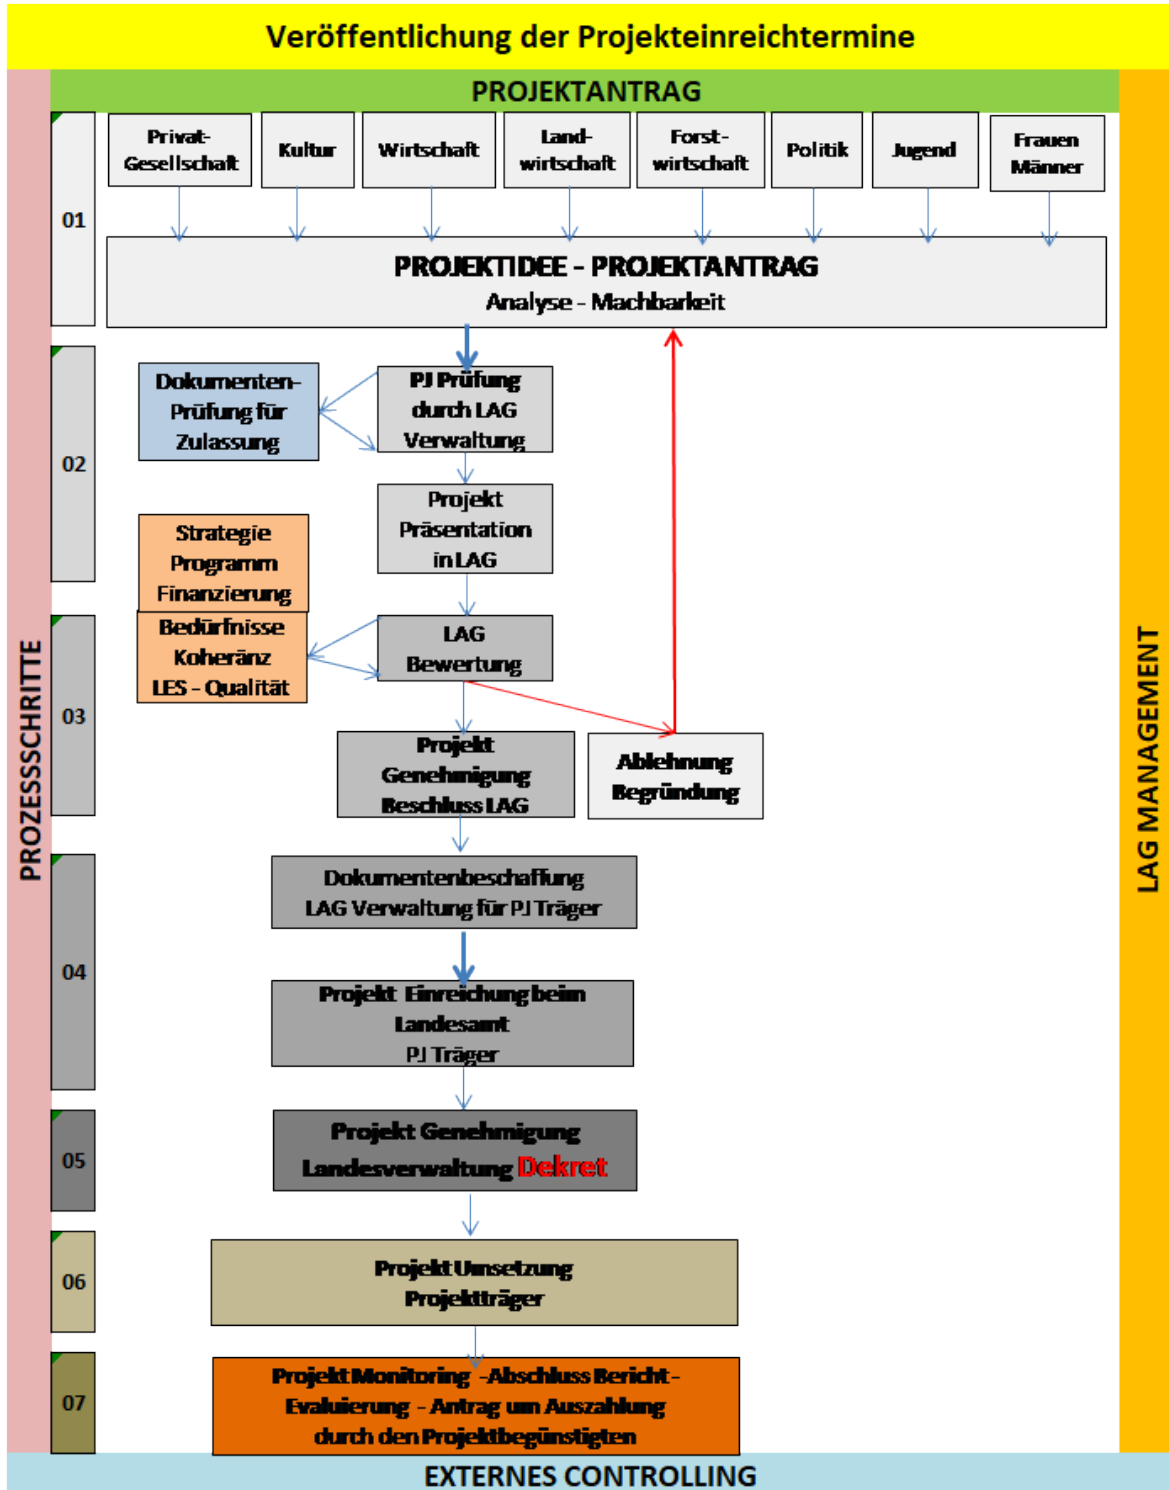 Veröffentlichung der Projekteinreichtermine
PROJEKTANTRAG
Privat-
Gesellschaft
Kultur
Wirtschaft
Land-
wirtschaft
Forst-
wirtschaft
Politik
Jugend
Frauen
Männer
01
PROJEKTIDEE - PROJEKTANTRAG
Analyse - Machbarkeit
02
Dokumenten-
Prüfung für
Zulassung
PJ Prüfung
durch LAG
Verwaltung
Projekt
Präsentation
in LAG
Strategie
Programm
Finanzierung
03
Bedürfnisse
Koheränz
LES - Qualität
LAG
Bewertung
Projekt
Genehmigung
Beschluss LAG
Ablehnung
Begründung
04
Dokumentenbeschaffung
LAG Verwaltung für PJ Träger
Projekt Einreichung beim
Landesamt
PJ Träger
05
Projekt Genehmigung
Landesverwaltung Dekret
06
Projekt Umsetzung
Projektträger
07
Projekt Monitoring -Abschluss Bericht -
Evaluierung - Antrag um Auszahlung
durch den Projektbegünstigten
PROZESSSCHRITTE
LAG MANAGEMENT
EXTERNES CONTROLLING